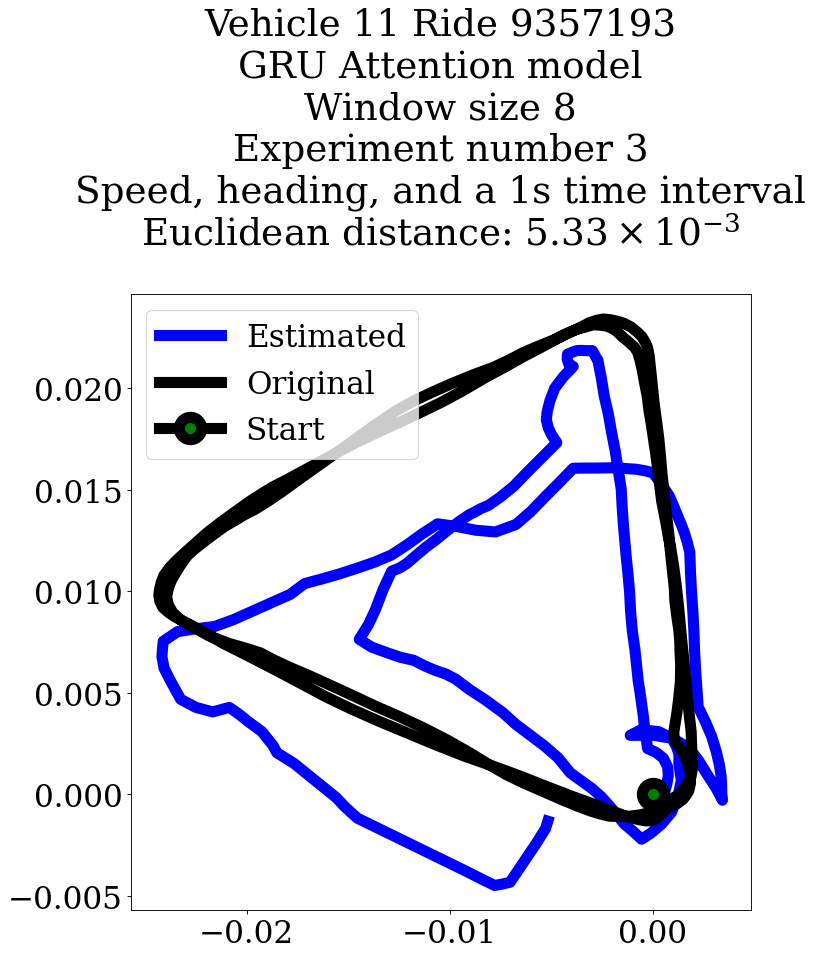 Vehicle 11 Ride 9357193
GRU Attention model
Window size 8
Experiment number 3
Speed, heading, and a 1s time interval
Euclidean distance: 5.33 × 10⁻³
Estimated
Original
Start
0.020
0.015
0.010
0.005
0.000
−0.005
−0.02 −0.01 0.00